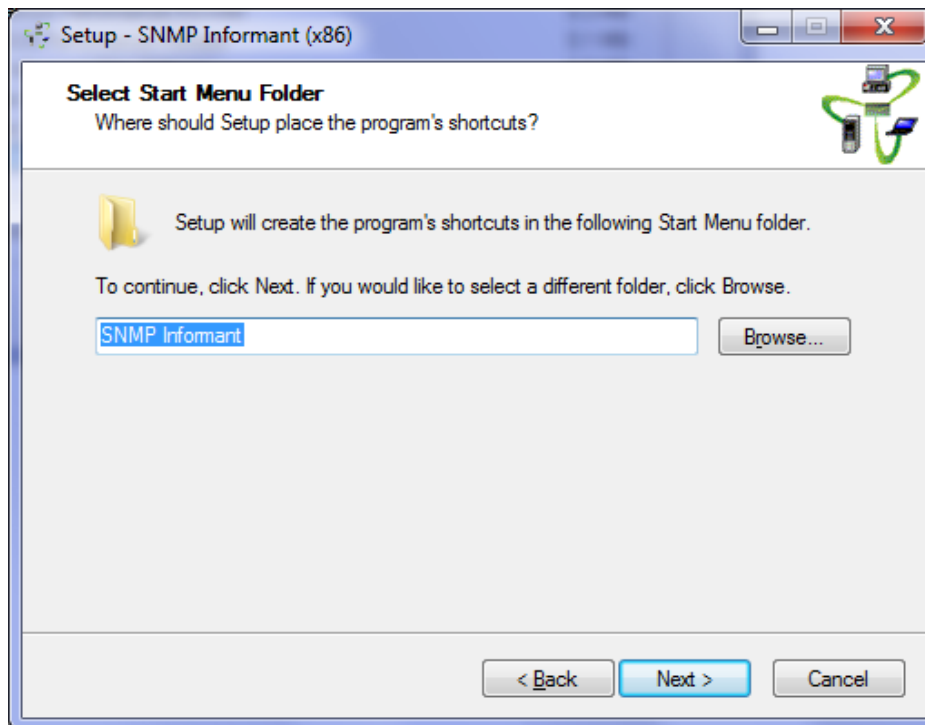 Setup - SNMP Informant (x86)
Select Start Menu Folder
Where should Setup place the program's shortcuts?
Setup will create the program's shortcuts in the following Start Menu folder.
To continue, click Next. If you would like to select a different folder, click Browse.
SNMP Informant
Browse...
< Back
Next >
Cancel